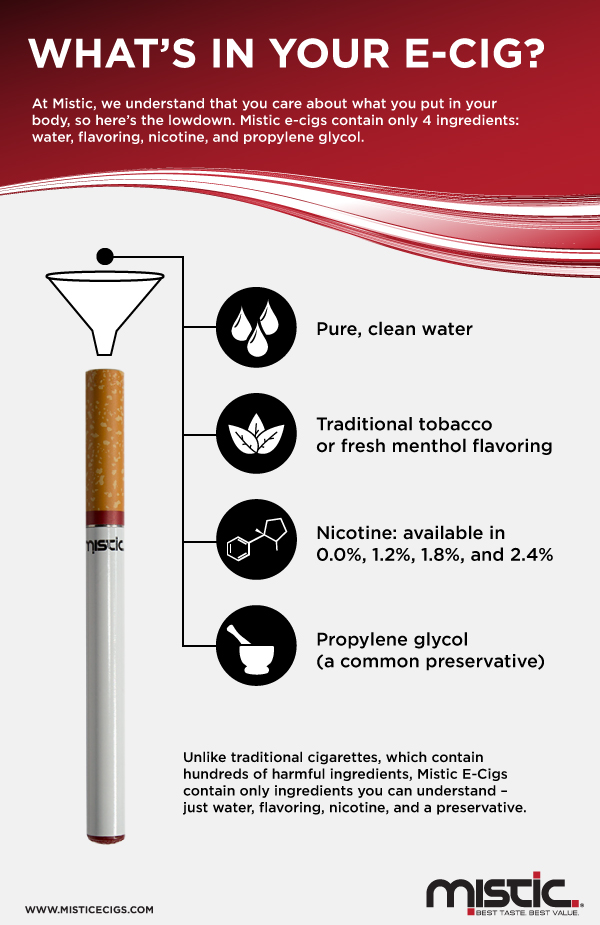 WHAT'S IN YOUR E-CIG?
At Mistic, we understand that you care about what you put in your
body, so here's the lowdown. Mistic e-cigs contain only 4 ingredients:
water, flavoring, nicotine, and propylene glycol.
Pure, clean water
Traditional tobacco
or fresh menthol flavoring
mistic
Nicotine: available in
0.0%, 1.2%, 1.8%, and 2.4%
Propylene glycol
(a common preservative)
Unlike traditional cigarettes, which contain
hundreds of harmful ingredients, Mistic E-Cigs
contain only ingredients you can understand –
just water, flavoring, nicotine, and a preservative.
WWW.MISTICECIGS.COM
mistic.®
BEST TASTE. BEST VALUE.